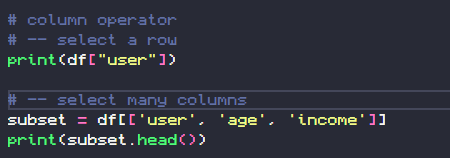 # column operator
# -- select a row
print(df["user"])
# -- select many columns
subset = df[['user', 'age', 'income']]
print(subset.head())